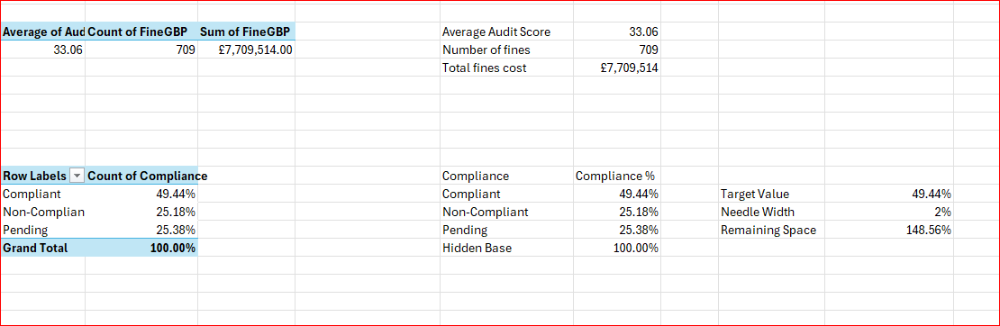 Average of Aud Count of FineGBP Sum of FineGBP Average Audit Score 33.06
33.06 709 £7,709,514.00 Number of fines 709
Total fines cost £7,709,514
Row Labels Count of Compliance Compliance Compliance %
Compliant 49.44% Compliant 49.44% Target Value 49.44%
Non-Complian 25.18% Non-Compliant 25.18% Needle Width 2%
Pending 25.38% Pending 25.38% Remaining Space 148.56%
Grand Total 100.00% Hidden Base 100.00%